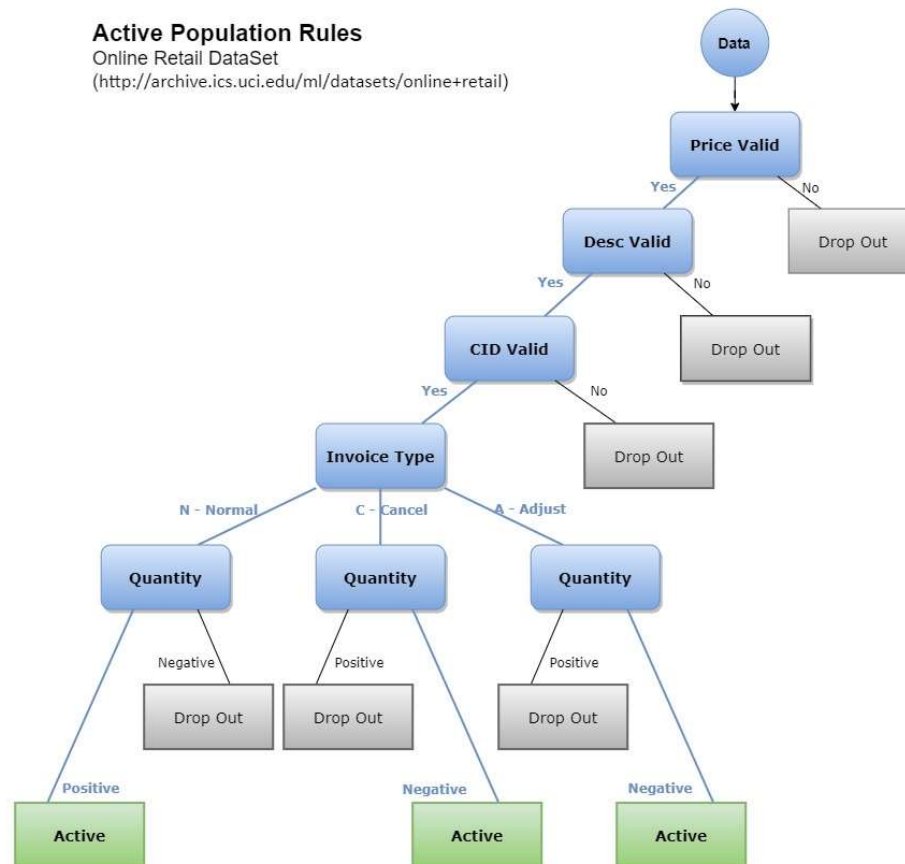 Active Population Rules
Online Retail DataSet
(http://archive.ics.uci.edu/ml/datasets/online+retail)
Data
Price Valid
Yes
No
Desc Valid
Drop Out
Yes
No
CID Valid
Drop Out
Yes
No
Invoice Type
Drop Out
N - Normal
C - Cancel
A - Adjust
Quantity
Quantity
Quantity
Negative
Positive
Positive
Drop Out
Drop Out
Drop Out
Positive
Negative
Negative
Active
Active
Active